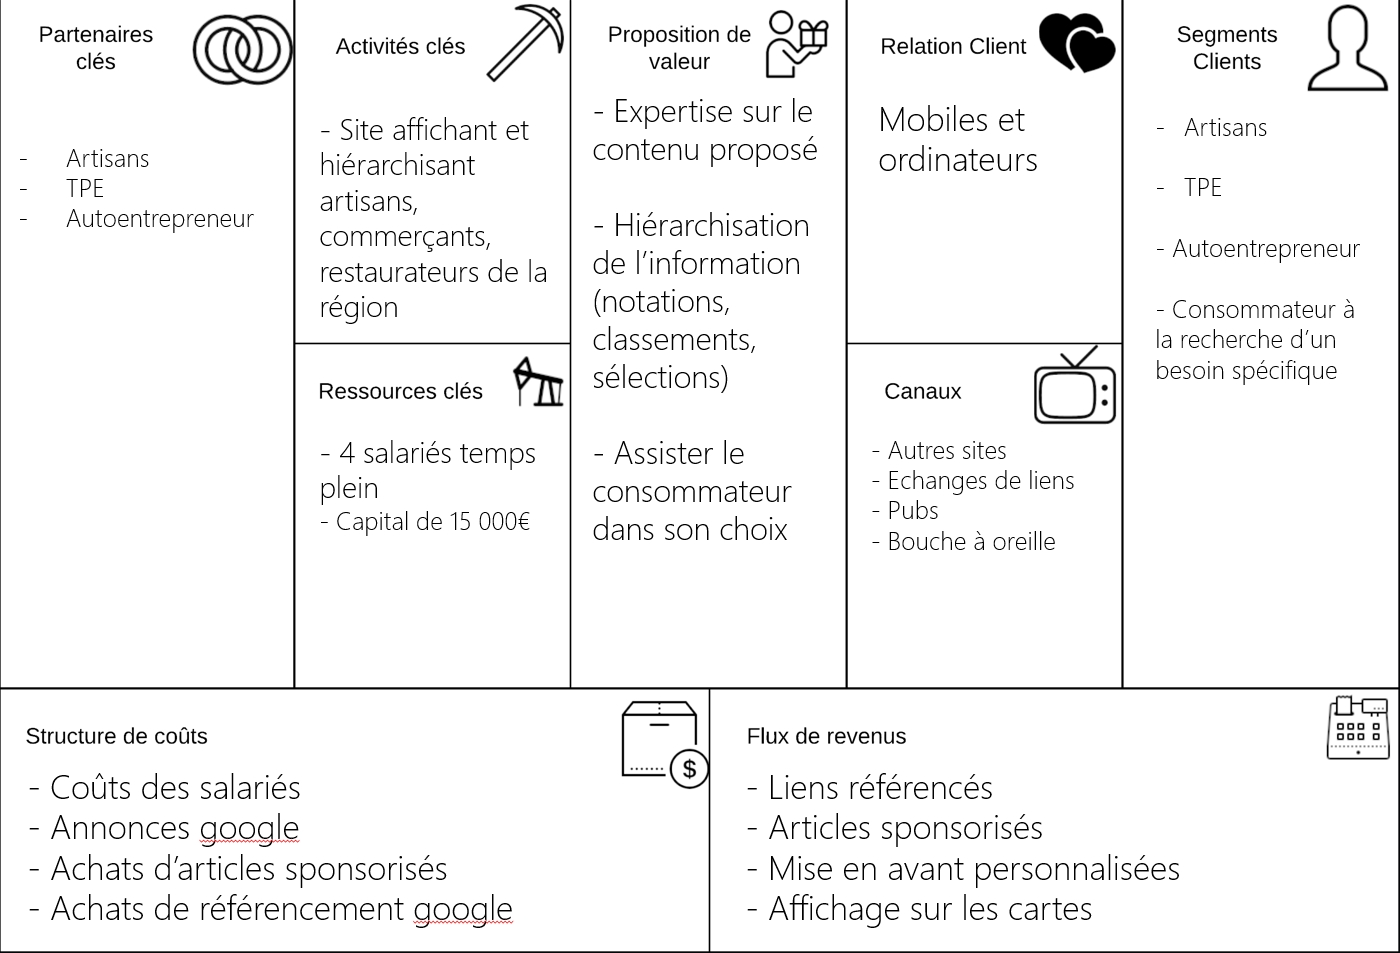 Partenaires
clés
- Artisans
- TPE
- Autoentrepreneur
Activités clés
- Site affichant et
hiérarchisant
artisans,
commerçants,
restaurateurs de la
région
Ressources clés
- 4 salariés temps
plein
- Capital de 15 000€
Proposition de
valeur
- Expertise sur le
contenu proposé
- Hiérarchisation
de l’information
(notations,
classements,
sélections)
- Assister le
consommateur
dans son choix
Relation Client
Mobiles et
ordinateurs
Canaux
- Autres sites
- Echanges de liens
- Pubs
- Bouche à oreille
Segments
Clients
- Artisans
- TPE
- Autoentrepreneur
- Consommateur à
la recherche d’un
besoin spécifique
Structure de coûts
$
- Coûts des salariés
- Annonces google
- Achats d’articles sponsorisés
- Achats de référencement google
Flux de revenus
- Liens référencés
- Articles sponsorisés
- Mise en avant personnalisées
- Affichage sur les cartes